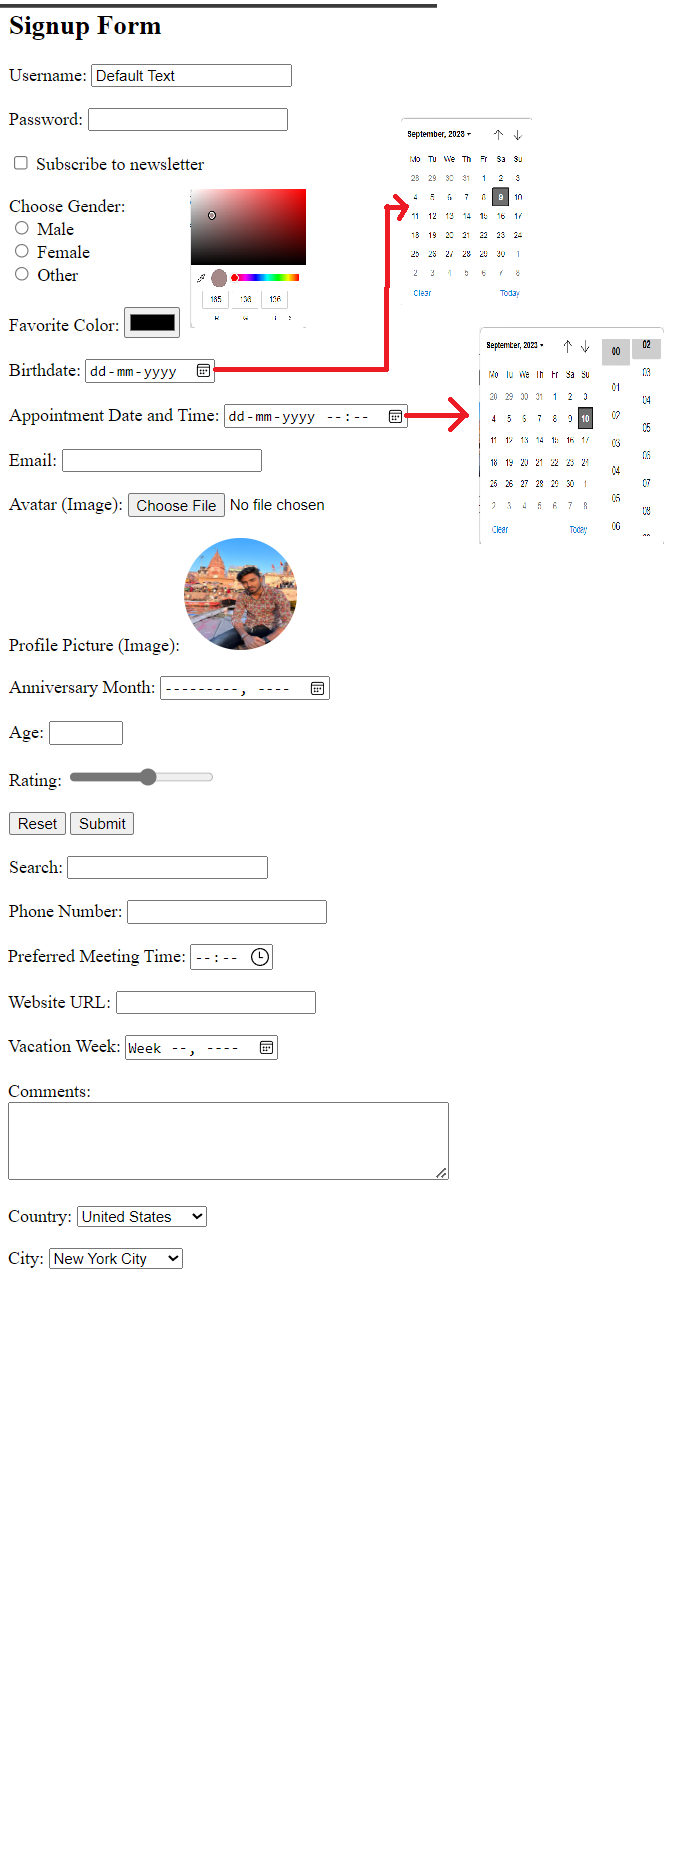 Signup Form
Username: Default Text
Password:
Subscribe to newsletter
Choose Gender:
Male
Female
Other
165 136 136
R
Favorite Color:
Birthdate: dd-mm-yyyy
September, 2023
Mo Tu We Th Fr Sa Su
28 29 30 31 1 2 3
4 5 6 7 8 9 10
11 12 13 14 15 16 17
18 19 20 21 22 23 24
25 26 27 28 29 30 1
2 3 4 5 6 7 8
Clear Today
Appointment Date and Time: dd-mm-yyyy --:--
September, 2023
Mo Tu We Th Fr Sa Su
28 29 30 31 1 2 3
4 5 6 7 8 9 10
11 12 13 14 15 16 17
18 19 20 21 22 23 24
25 26 27 28 29 30 1
2 3 4 5 6 7 8
Clear Today
00 02
01 03
02 04
03 05
04 06
05 07
06 08
Email:
Avatar (Image): Choose File No file chosen
Profile Picture (Image):
Anniversary Month: ---------, ----
Age:
Rating:
Reset Submit
Search:
Phone Number:
Preferred Meeting Time: --:--
Website URL:
Vacation Week: Week --, ----
Comments:
Country: United States
City: New York City